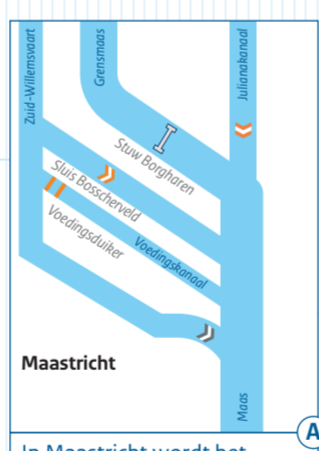 Zuid-Willemsvaart
Grensmaas
Julianakanaal
Stuw Borgharen
Sluis Bosscherveld
Voedingsduiker
Voedingskanaal
Maastricht
Maas
A
In Maastricht wordt het